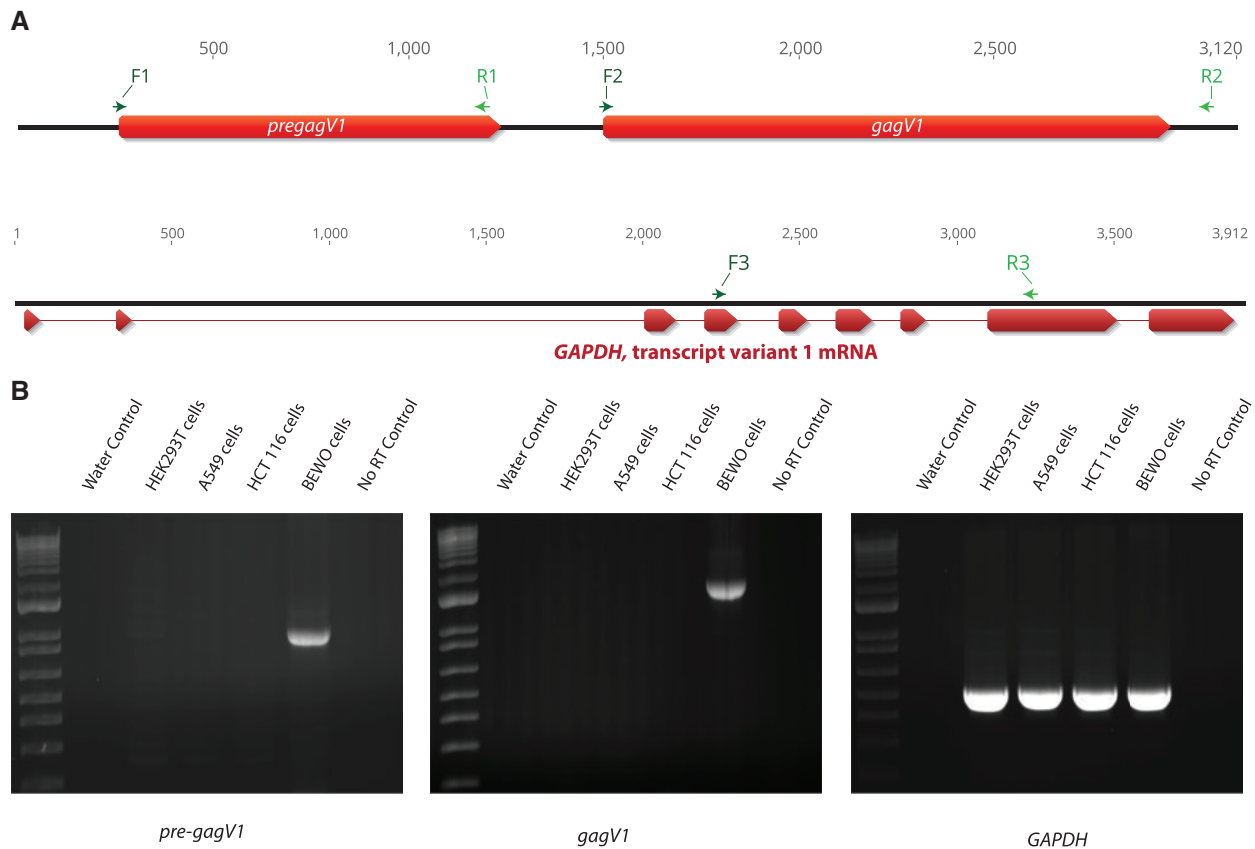 A
500 1,000 1,500 2,000 2,500 3,120
F1 R1 F2 R2
pregagV1 gagV1
1 500 1,000 1,500 2,000 2,500 3,000 3,500 3,912
F3 R3
GAPDH, transcript variant 1 mRNA
B
Water Control HEK293T cells A549 cells HCT 116 cells BEWO cells No RT Control
Water Control HEK293T cells A549 cells HCT 116 cells BEWO cells No RT Control
Water Control HEK293T cells A549 cells HCT 116 cells BEWO cells No RT Control
pre-gagV1 gagV1 GAPDH